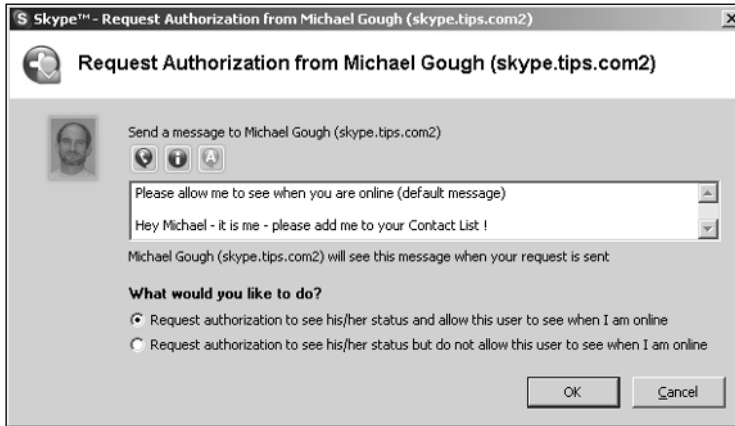 S Skype™ - Request Authorization from Michael Gough (skype.tips.com2)
Request Authorization from Michael Gough (skype.tips.com2)
Send a message to Michael Gough (skype.tips.com2)
A
Please allow me to see when you are online (default message)
Hey Michael - it is me - please add me to your Contact List !
Michael Gough (skype.tips.com2) will see this message when your request is sent
What would you like to do?
Request authorization to see his/her status and allow this user to see when I am online
Request authorization to see his/her status but do not allow this user to see when I am online
OK Cancel